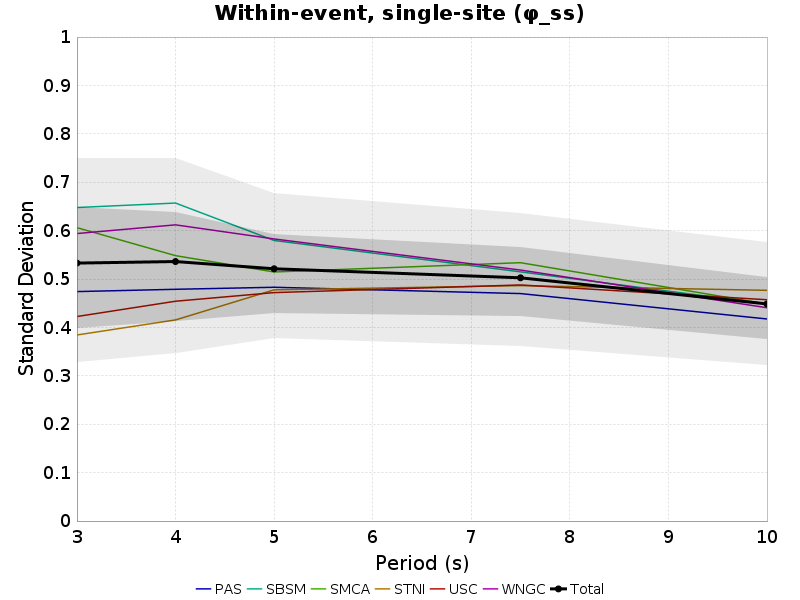 Within-event, single-site (φ_ss)
Standard Deviation
1
0.9
0.8
0.7
0.6
0.5
0.4
0.3
0.2
0.1
0
3 4 5 6 7 8 9 10
Period (s)
PAS SBSM SMCA STNI USC WNGC Total